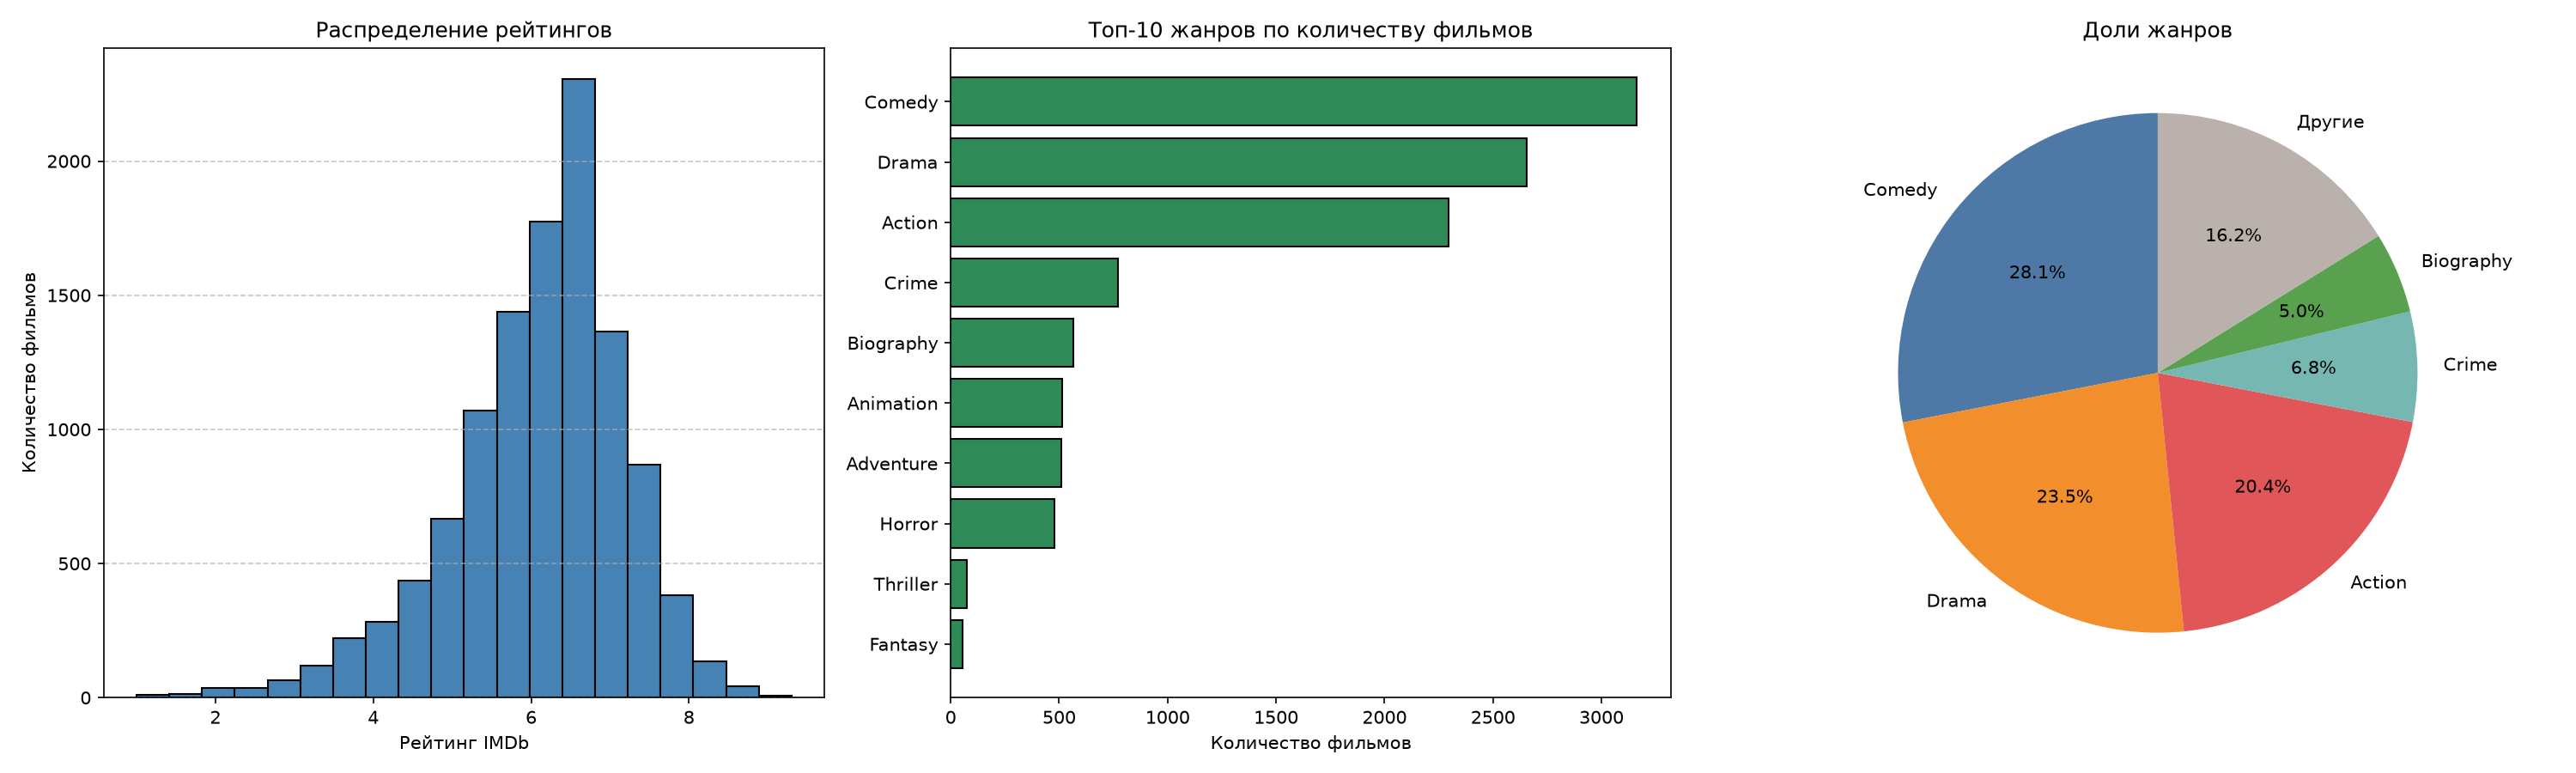 Распределение рейтингов
Количество фильмов
2000
1500
1000
500
0
2 4 6 8
Рейтинг IMDb
Топ-10 жанров по количеству фильмов
Comedy
Drama
Action
Crime
Biography
Animation
Adventure
Horror
Thriller
Fantasy
0 500 1000 1500 2000 2500 3000
Количество фильмов
Доли жанров
Другие
Comedy
16.2%
Biography
28.1%
5.0%
Crime
6.8%
20.4%
23.5%
Action
Drama